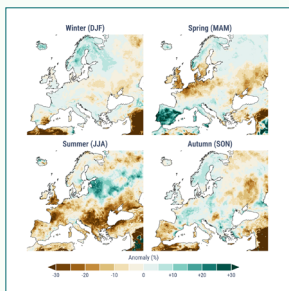 Winter (DJF) Spring (MAM)
Summer (JJA) Autumn (SON)
Anomaly (%)
-30 -20 -10 0 +10 +20 +30